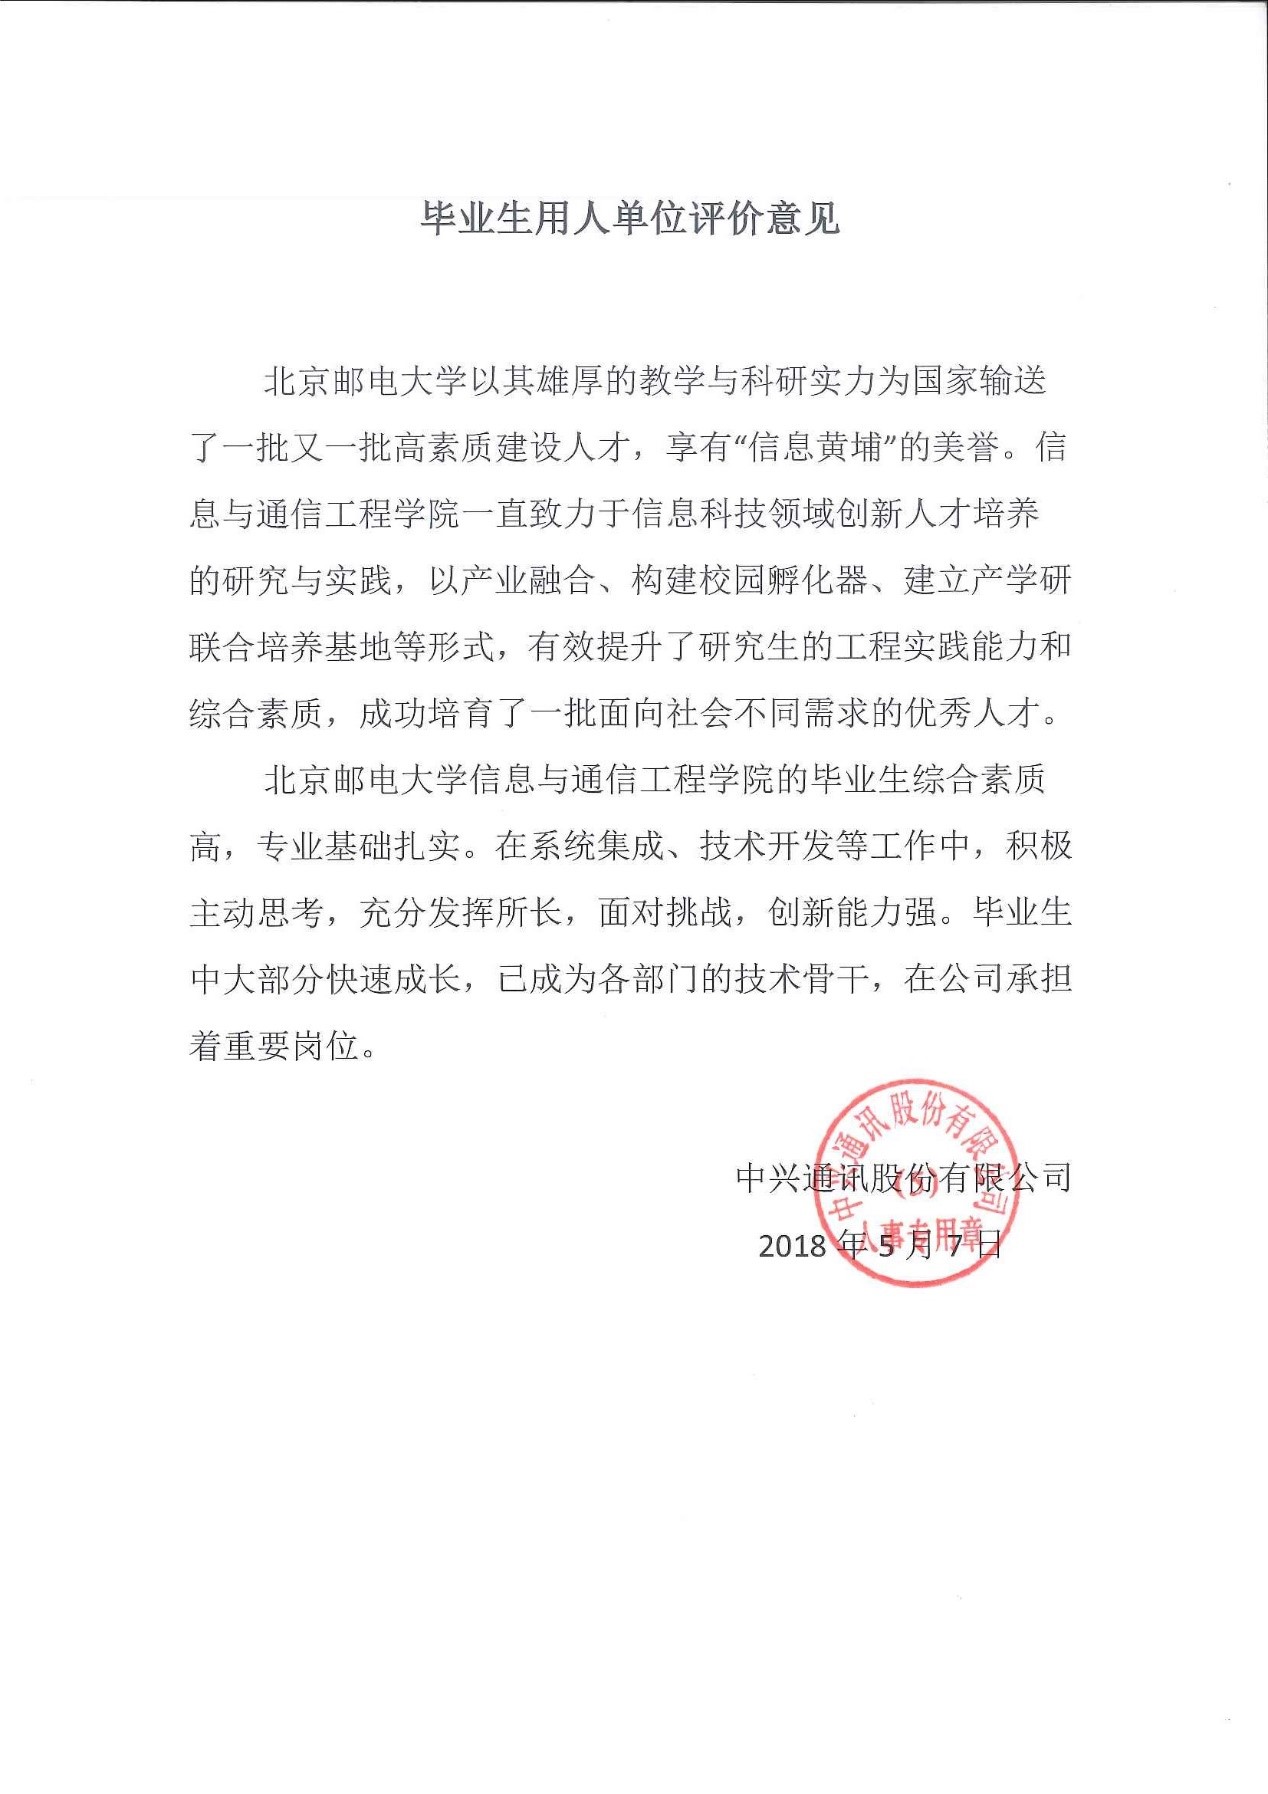 毕业生用人单位评价意见
北京邮电大学以其雄厚的教学与科研实力为国家输送
了一批又一批高素质建设人才，享有“信息黄埔”的美誉。信
息与通信工程学院一直致力于信息科技领域创新人才培养
的研究与实践，以产业融合、构建校园孵化器、建立产学研
联合培养基地等形式，有效提升了研究生的工程实践能力和
综合素质，成功培育了一批面向社会不同需求的优秀人才。
北京邮电大学信息与通信工程学院的毕业生综合素质
高，专业基础扎实。在系统集成、技术开发等工作中，积极
主动思考，充分发挥所长，面对挑战，创新能力强。毕业生
中大部分快速成长，已成为各部门的技术骨干，在公司承担
着重要岗位。
中兴通讯股份有限公司
2018 年 5 月 7 日
中兴通讯股份有限公司
(5)
人事专用章